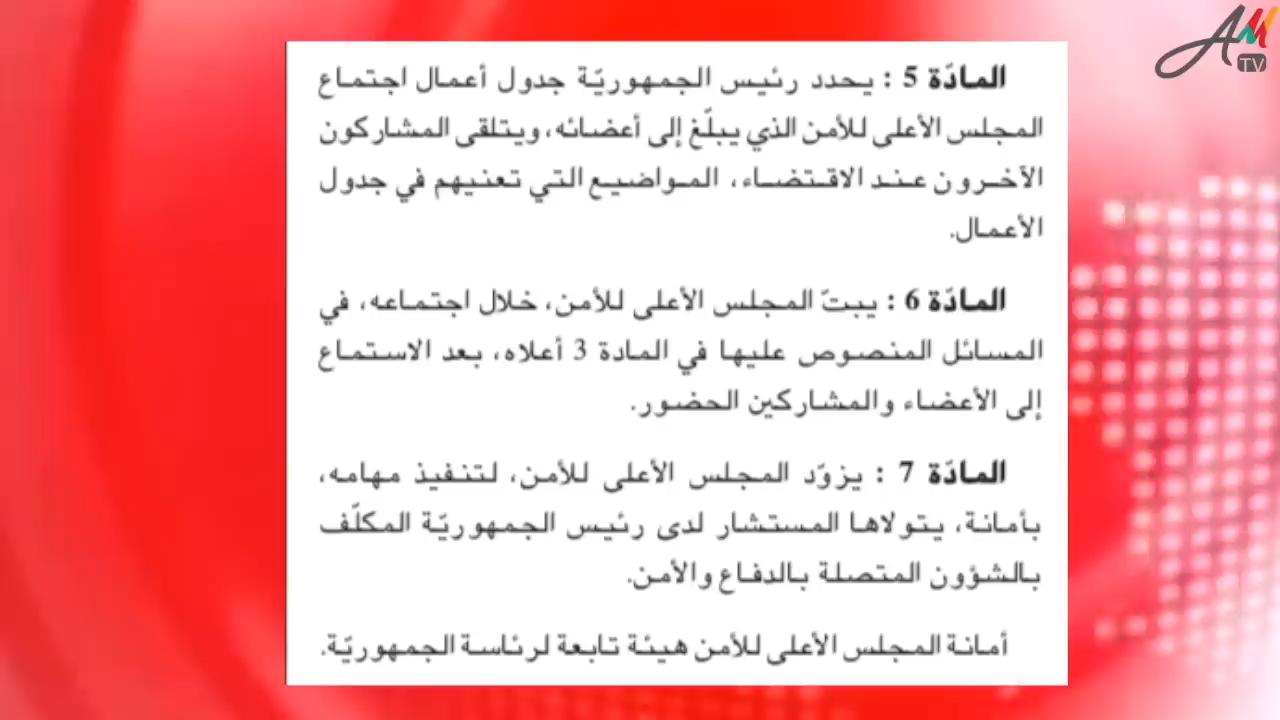 المادّة 5 : يحدد رئيس الجمهوريّة جدول أعمال اجتماع
المجلس الأعلى للأمن الذي يبلّغ إلى أعضائه، ويتلقى المشاركون
الآخرون عند الاقتضاء، المواضيع التي تعنيهم في جدول
الأعمال.
المادّة 6 : يبتّ المجلس الأعلى للأمن، خلال اجتماعه، في
المسائل المنصوص عليها في المادة 3 أعلاه، بعد الاستماع
إلى الأعضاء والمشاركين الحضور.
المادّة 7 : يزوّد المجلس الأعلى للأمن، لتنفيذ مهامه،
بأمانة، يتولاها المستشار لدى رئيس الجمهوريّة المكلّف
بالشؤون المتصلة بالدفاع والأمن.
أمانة المجلس الأعلى للأمن هيئة تابعة لرئاسة الجمهوريّة.
TV